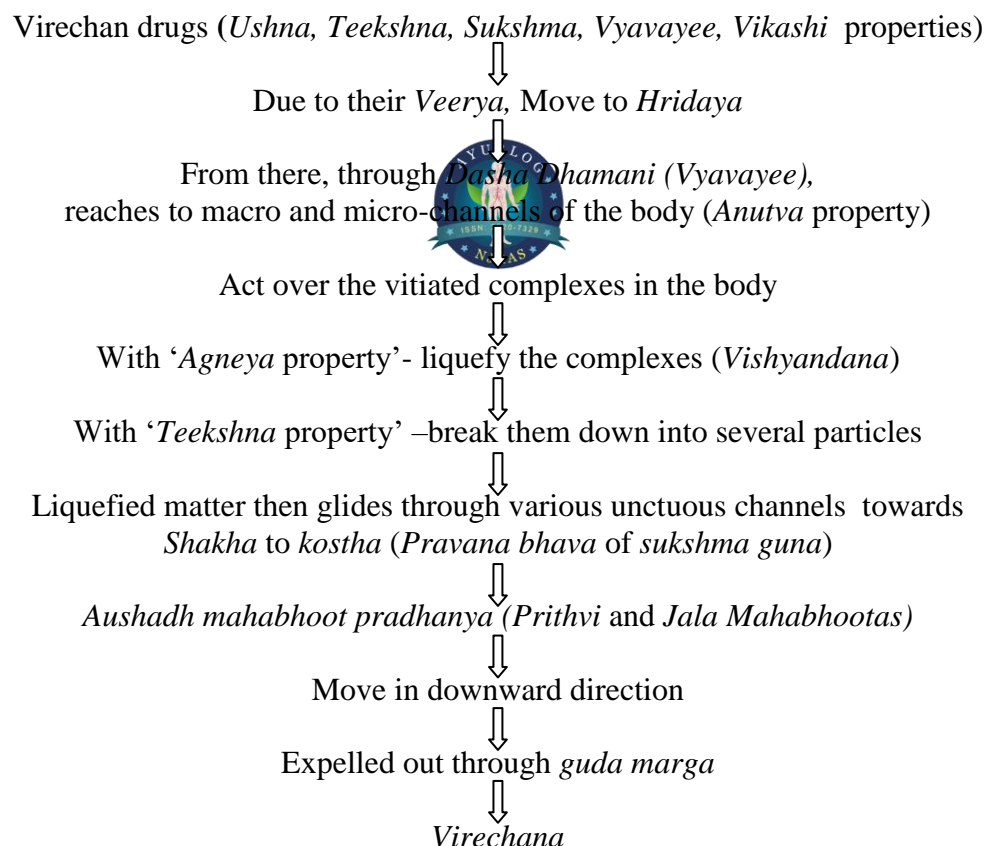 Virechan drugs (Ushna, Teekshna, Sukshma, Vyavayee, Vikashi properties)
Due to their Veerya, Move to Hridaya
From there, through Dasha Dhamani (Vyavayee),
reaches to macro and micro-channels of the body (Anutva property)
Act over the vitiated complexes in the body
With ‘Agneya property’- liquefy the complexes (Vishyandana)
With ‘Teekshna property’ –break them down into several particles
Liquefied matter then glides through various unctuous channels towards
Shakha to kostha (Pravana bhava of sukshma guna)
Aushadh mahabhoot pradhanya (Prithvi and Jala Mahabhootas)
Move in downward direction
Expelled out through guda marga
Virechana